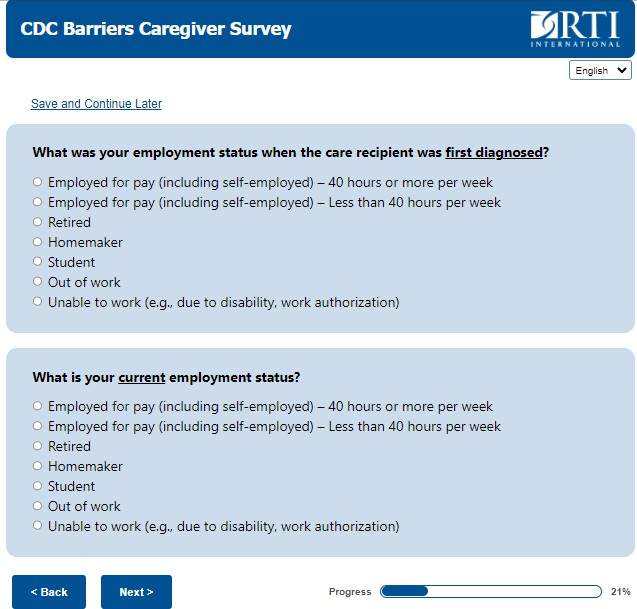 CDC Barriers Caregiver Survey
RTI
INTERNATIONAL
English
Save and Continue Later
What was your employment status when the care recipient was first diagnosed?
Employed for pay (including self-employed) – 40 hours or more per week
Employed for pay (including self-employed) – Less than 40 hours per week
Retired
Homemaker
Student
Out of work
Unable to work (e.g., due to disability, work authorization)
What is your current employment status?
Employed for pay (including self-employed) – 40 hours or more per week
Employed for pay (including self-employed) – Less than 40 hours per week
Retired
Homemaker
Student
Out of work
Unable to work (e.g., due to disability, work authorization)
< Back Next > Progress 21%